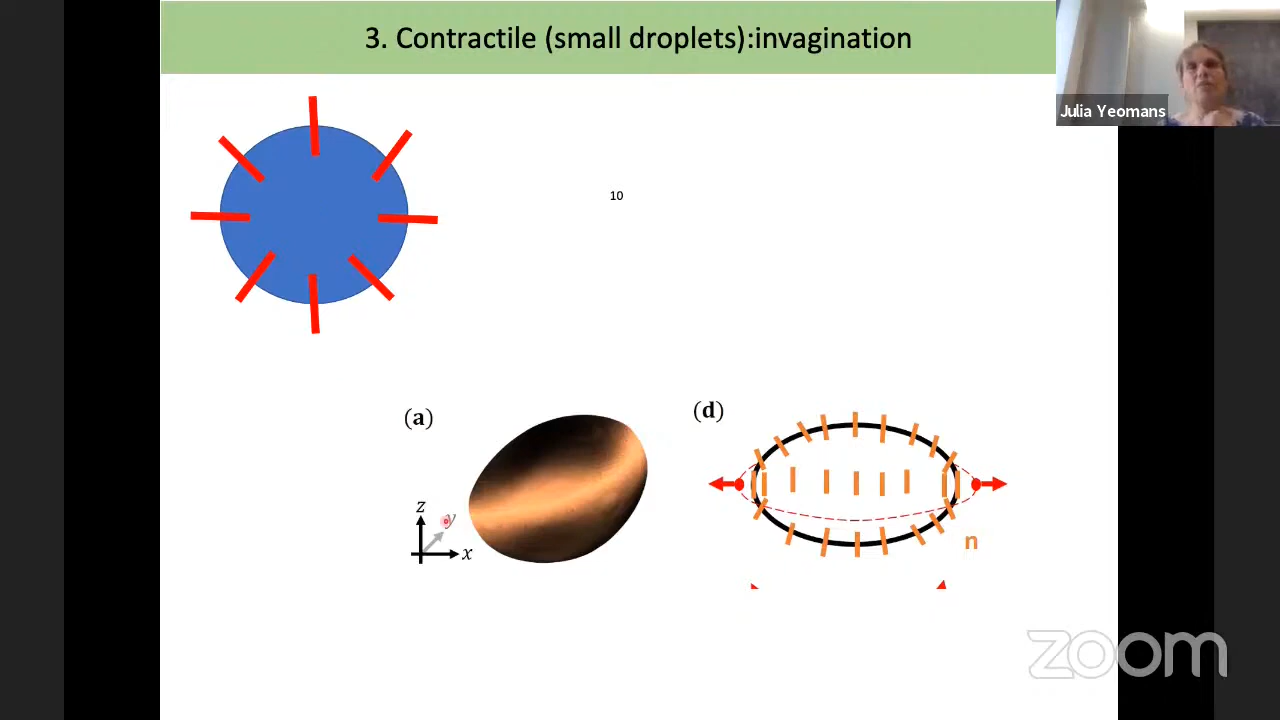 3. Contractile (small droplets):invagination
Julia Yeomans
10
(a)
(d)
z
y
x
n
zoom